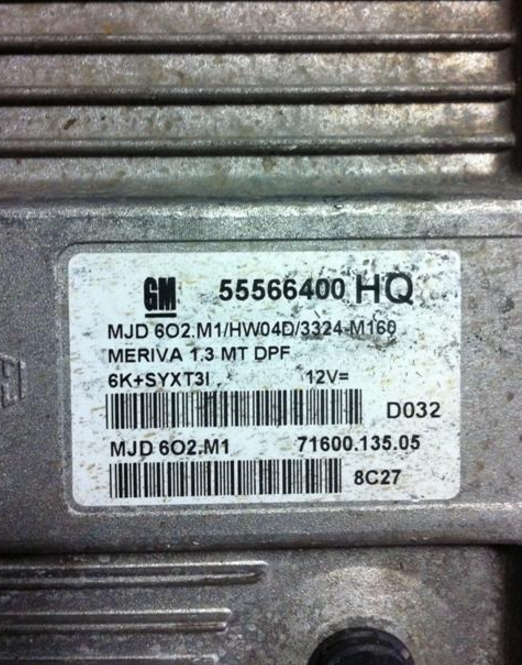 GM 55566400 HQ
MJD 6O2.M1/HW04D/3324-M160
MERIVA 1.3 MT DPF
6K+SYXT3I 12V=
D032
MJD 6O2.M1 71600.135.05
8C27